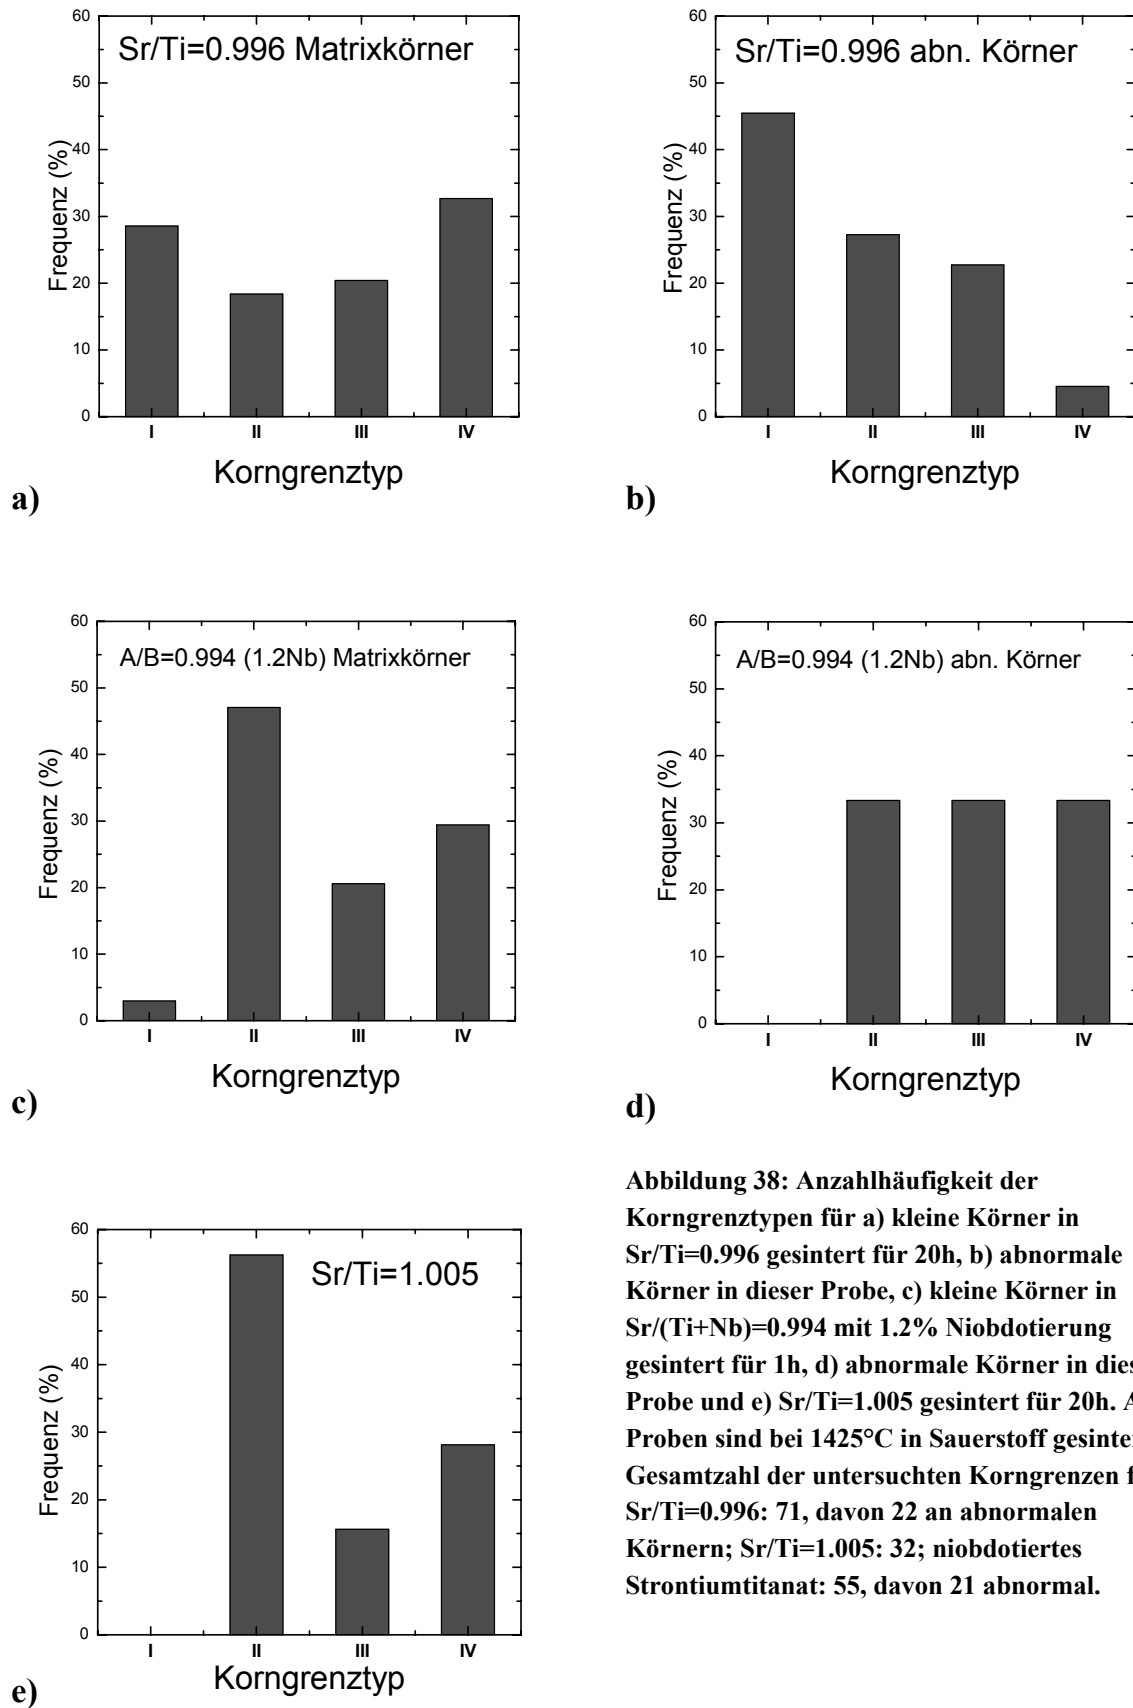 60
50
40
30
20
10
0
Frequenz (%)
Sr/Ti=0.996 Matrixkörner
I II III IV
Korngrenztyp
a)
60
50
40
30
20
10
0
Frequenz (%)
Sr/Ti=0.996 abn. Körner
I II III IV
Korngrenztyp
b)
60
50
40
30
20
10
0
Frequenz (%)
A/B=0.994 (1.2Nb) Matrixkörner
I II III IV
Korngrenztyp
c)
60
50
40
30
20
10
0
Frequenz (%)
A/B=0.994 (1.2Nb) abn. Körner
I II III IV
Korngrenztyp
d)
60
50
40
30
20
10
0
Frequenz (%)
Sr/Ti=1.005
I II III IV
Korngrenztyp
e)
Abbildung 38: Anzahlhäufigkeit der
Korngrenztypen für a) kleine Körner in
Sr/Ti=0.996 gesintert für 20h, b) abnormale
Körner in dieser Probe, c) kleine Körner in
Sr/(Ti+Nb)=0.994 mit 1.2% Niobdotierung
gesintert für 1h, d) abnormale Körner in
Probe und e) Sr/Ti=1.005 gesintert für 20h.
Proben sind bei 1425°C in Sauerstoff
Gesamtzahl der untersuchten Korngrenzen
Sr/Ti=0.996: 71, davon 22 an abnormalen
Körnern; Sr/Ti=1.005: 32; niobdotiertes
Strontiumtitanat: 55, davon 21 abnormal.